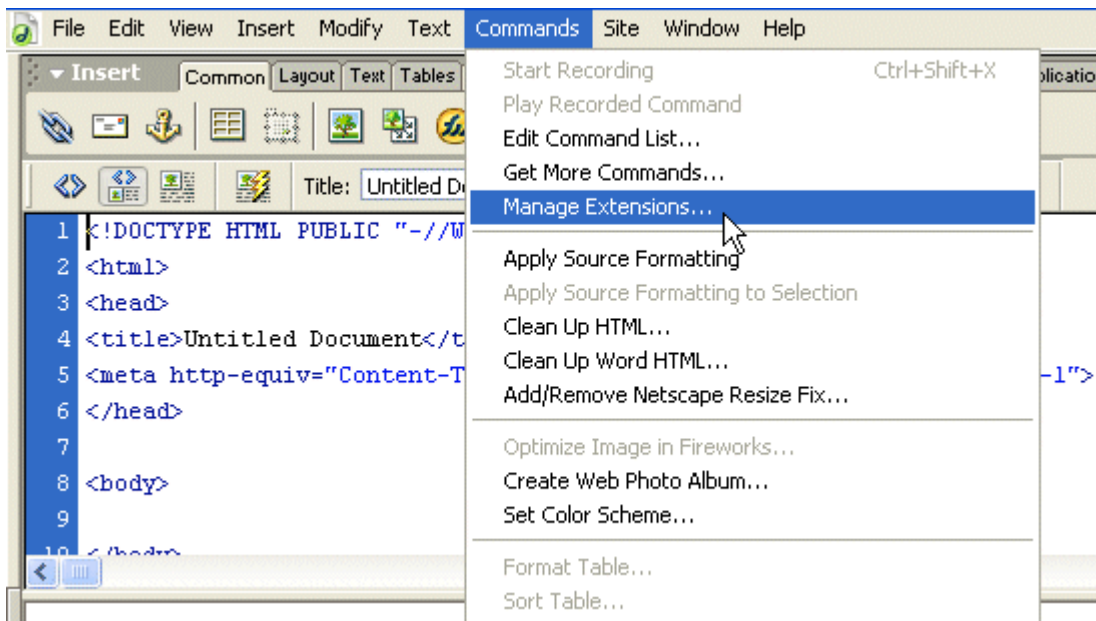 File Edit View Insert Modify Text Commands Site Window Help
Insert Common Layout Text Tables
plicatio
Title: Untitled D
Start Recording Ctrl+Shift+X
Play Recorded Command
Edit Command List...
Get More Commands...
Manage Extensions...
Apply Source Formatting
Apply Source Formatting to Selection
Clean Up HTML...
Clean Up Word HTML...
Add/Remove Netscape Resize Fix...
Optimize Image in Fireworks...
Create Web Photo Album...
Set Color Scheme...
Format Table...
Sort Table...
1 <!DOCTYPE HTML PUBLIC "-//W
2 <html>
3 <head>
4 <title>Untitled Document</t
5 <meta http-equiv="Content-T -1">
6 </head>
7
8 <body>
9
10 </body>